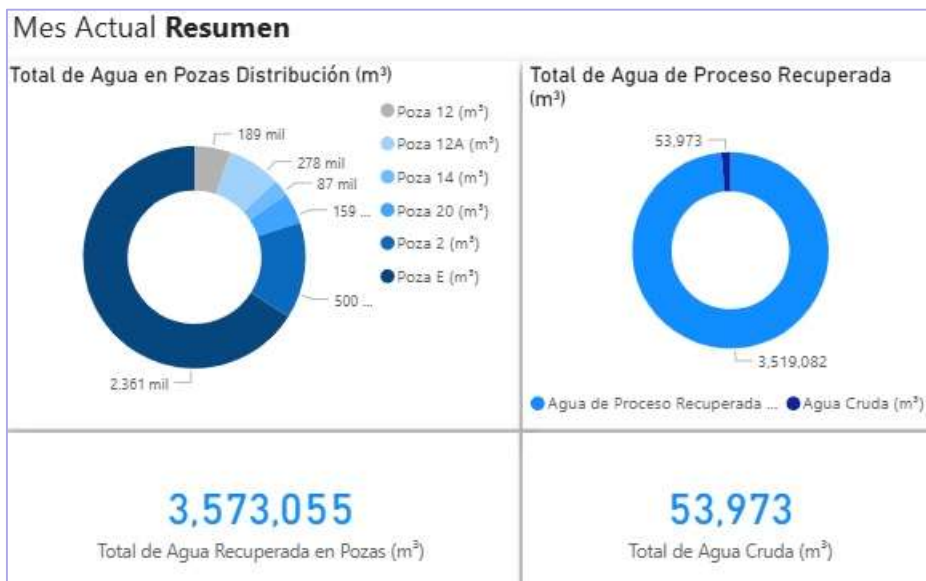 Mes Actual Resumen
Total de Agua en Pozas Distribución (m³)
189 mil
278 mil
87 mil
159 ...
500 ...
2.361 mil
Poza 12 (m³)
Poza 12A (m³)
Poza 14 (m³)
Poza 20 (m³)
Poza 2 (m³)
Poza E (m³)
Total de Agua de Proceso Recuperada
(m³)
53,973
3,519,082
Agua de Proceso Recuperada ... Agua Cruda (m³)
3,573,055
Total de Agua Recuperada en Pozas (m³)
53,973
Total de Agua Cruda (m³)